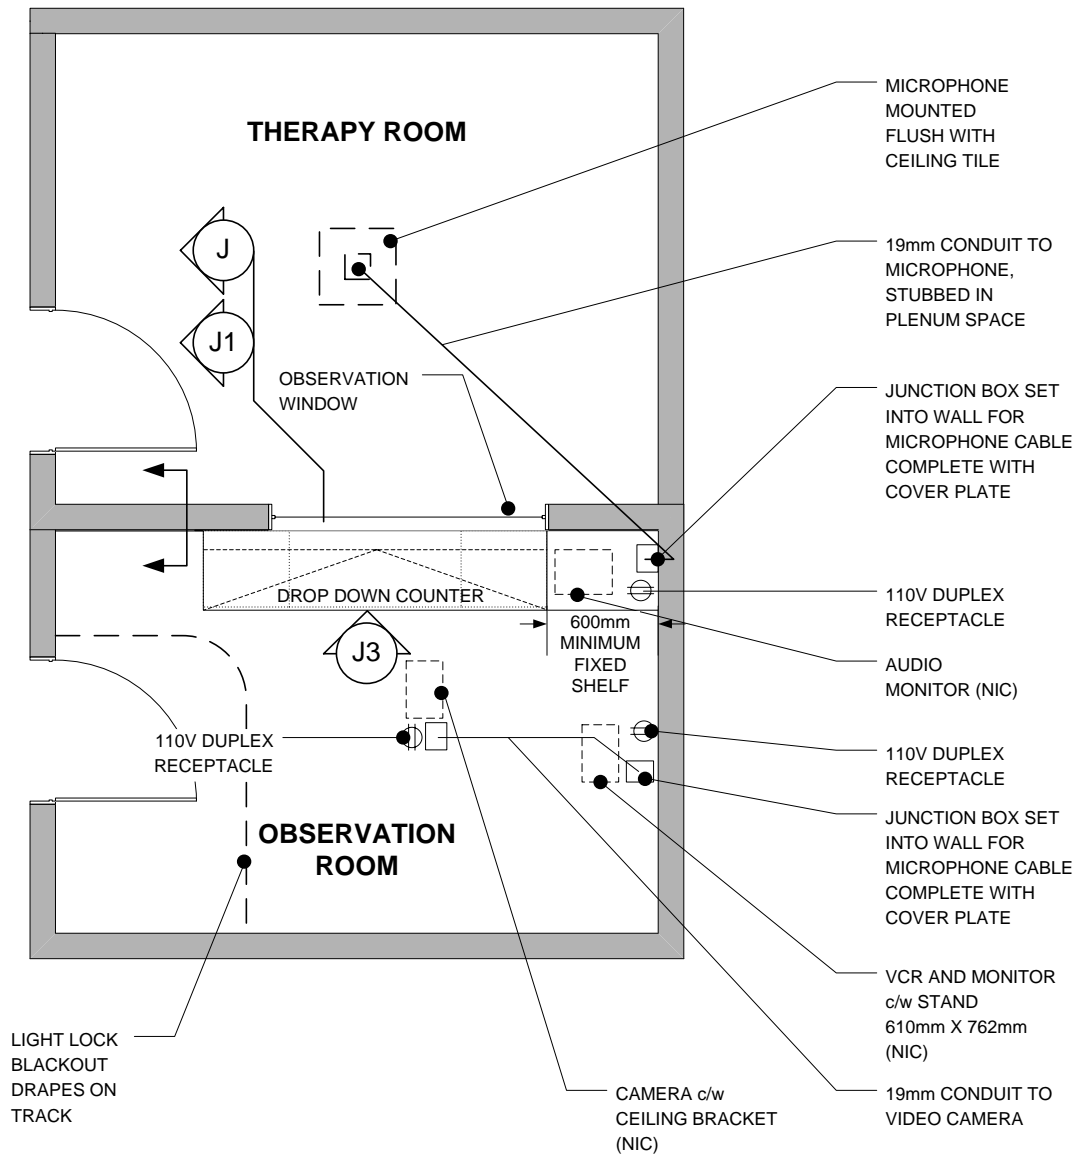 THERAPY ROOM
MICROPHONE
MOUNTED
FLUSH WITH
CEILING TILE
J
J1
19mm CONDUIT TO
MICROPHONE,
STUBBED IN
PLENUM SPACE
OBSERVATION
WINDOW
JUNCTION BOX SET
INTO WALL FOR
MICROPHONE CABLE
COMPLETE WITH
COVER PLATE
DROP DOWN COUNTER
110V DUPLEX
RECEPTACLE
600mm
MINIMUM
FIXED
SHELF
J3
AUDIO
MONITOR (NIC)
110V DUPLEX
RECEPTACLE
110V DUPLEX
RECEPTACLE
OBSERVATION
ROOM
JUNCTION BOX SET
INTO WALL FOR
MICROPHONE CABLE
COMPLETE WITH
COVER PLATE
VCR AND MONITOR
c/w STAND
610mm X 762mm
(NIC)
LIGHT LOCK
BLACKOUT
DRAPES ON
TRACK
CAMERA c/w
CEILING BRACKET
(NIC)
19mm CONDUIT TO
VIDEO CAMERA